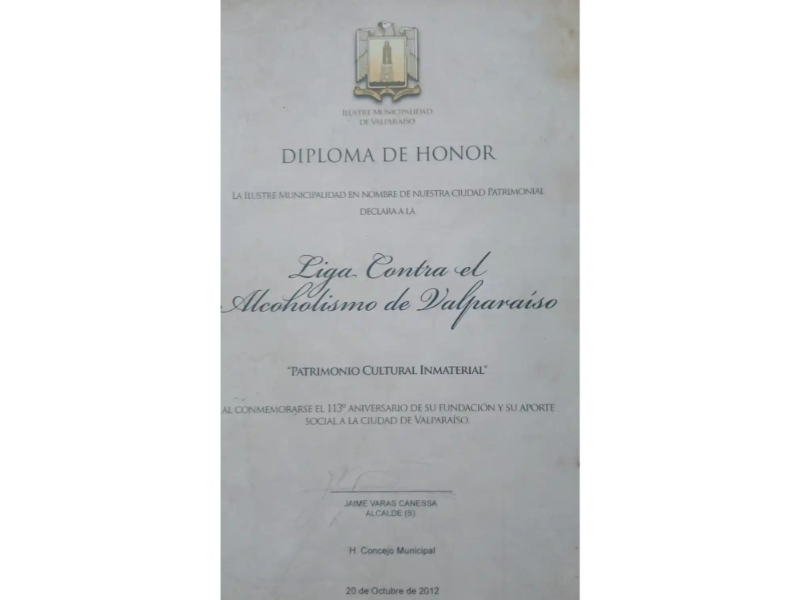 ILUSTRE MUNICIPALIDAD
DE VALPARAÍSO
DIPLOMA DE HONOR
LA ILUSTRE MUNICIPALIDAD EN NOMBRE DE NUESTRA CIUDAD PATRIMONIAL
DECLARA A LA
Liga Contra el
Alcoholismo de Valparaíso
"PATRIMONIO CULTURAL INMATERIAL"
AL CONMEMORARSE EL 113º ANIVERSARIO DE SU FUNDACIÓN Y SU APORTE
SOCIAL A LA CIUDAD DE VALPARAÍSO.
JAIME VARAS CANESSA
ALCALDE (S)
H. Concejo Municipal
20 de Octubre de 2012